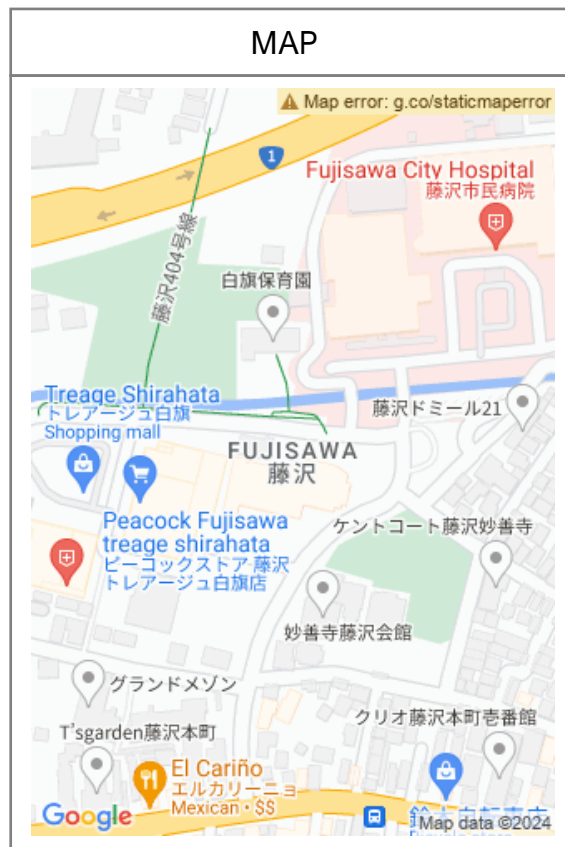 MAP
Map error: g.co/staticmaperror
1
Fujisawa City Hospital
藤沢市民病院
藤沢404号線
白旗保育園
Treage Shirahata
トレアージュ白旗
Shopping mall
藤沢ドミール21
FUJISAWA
藤沢
Peacock Fujisawa
treage shirahata
ピーコックストア 藤沢
トレアージュ白旗店
ケントコート藤沢妙善寺
妙善寺藤沢会館
グランドメゾン
クリオ藤沢本町壱番館
T'sgarden藤沢本町
El Cariño
エルカリーニョ
Mexican • $$
Google
Map data ©2024